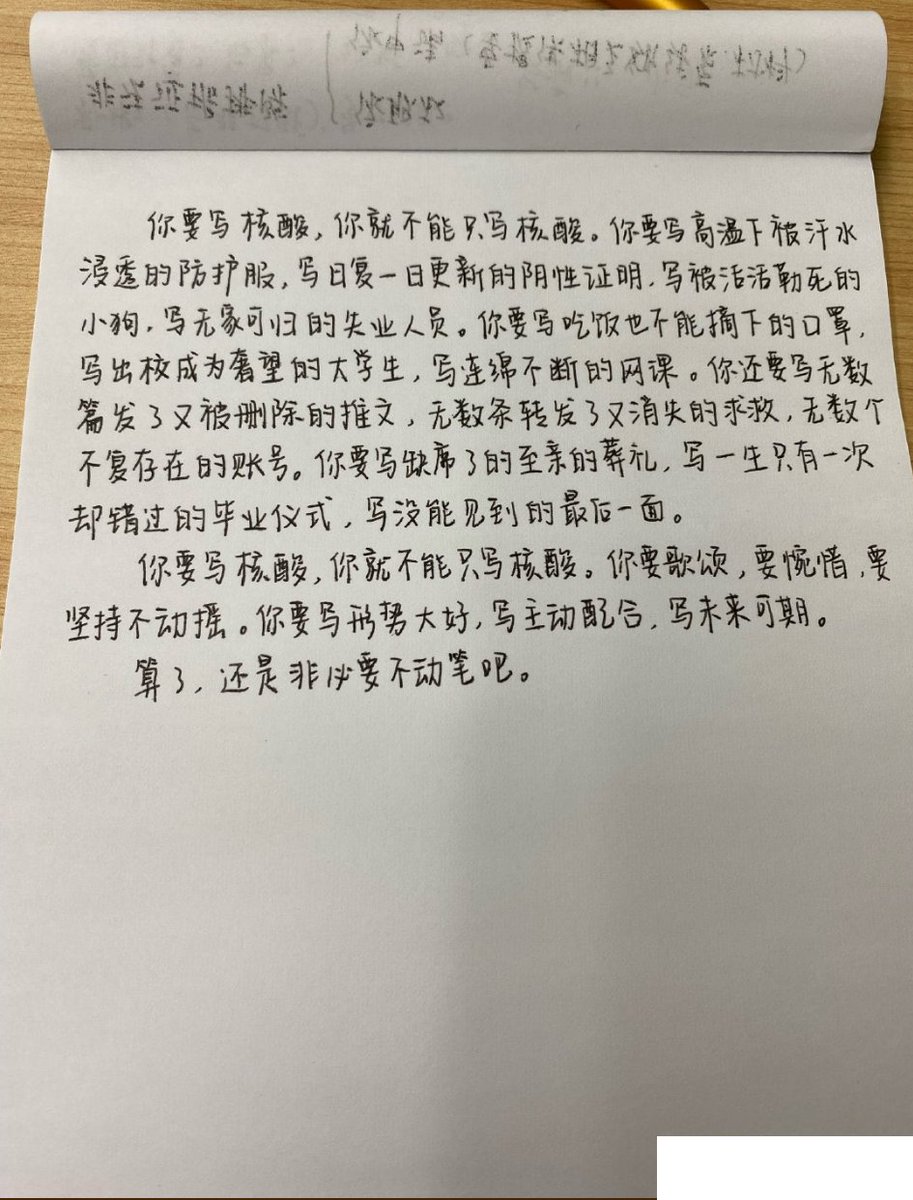 你要写核酸，你就不能只写核酸。你要写高温下被汗水
浸透的防护服，写日复一日更新的阴性证明，写被活活勒死的
小狗，写无家可归的失业人员。你要写吃饭也不能摘下的口罩，
写出校成为奢望的大学生，写连绵不断的网课。你还要写无数
篇发了又被删除的推文，无数条转发了又消失的求救，无数个
不复存在的账号。你要写缺席了的至亲的葬礼，写一生只有一次
却错过的毕业仪式，写没能见到的最后一面。
你要写核酸，你就不能只写核酸。你要歌颂，要惋惜，要
坚持不动摇。你要写形势大好，写主动配合，写未来可期。
算了，还是非必要不动笔吧。